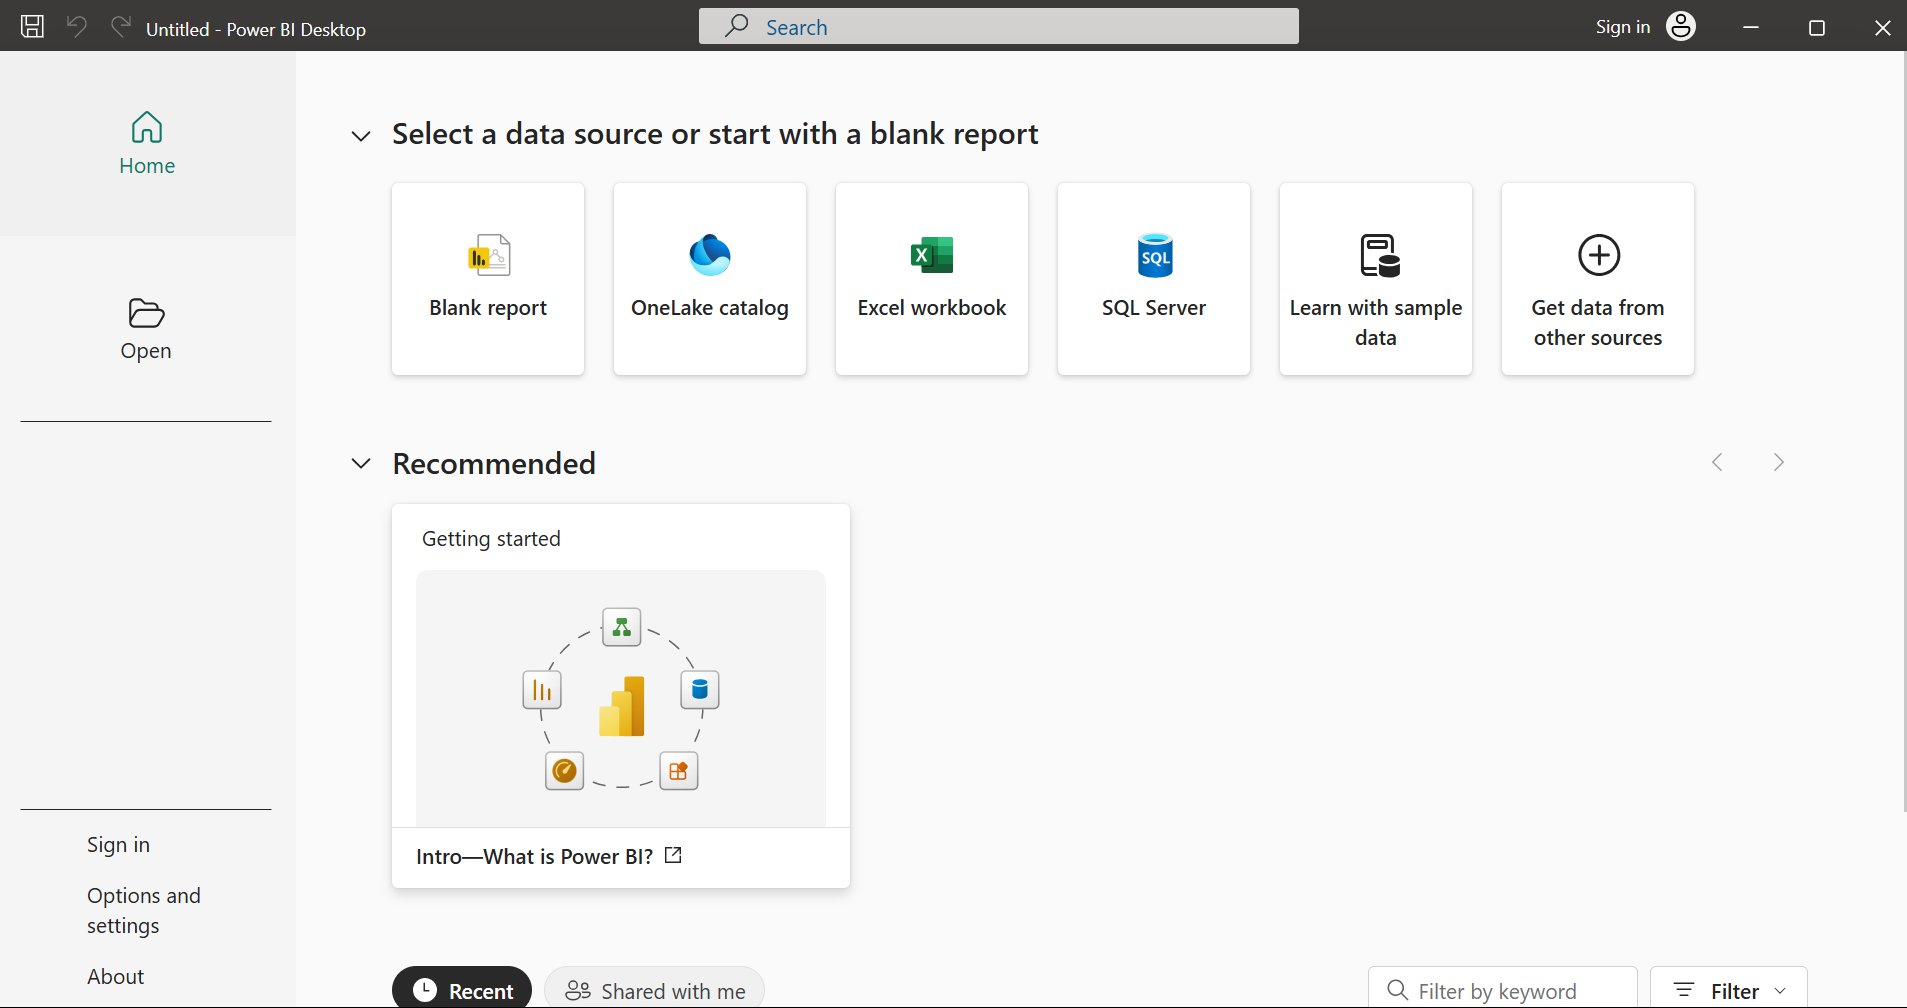 Untitled - Power BI Desktop
Search
Sign in
Home
Open
Select a data source or start with a blank report
Blank report
OneLake catalog
Excel workbook
SQL
SQL Server
Learn with sample
data
Get data from
other sources
Recommended
Getting started
Intro—What is Power BI?
Sign in
Options and
settings
About
Recent
Shared with me
Filter by keyword
Filter